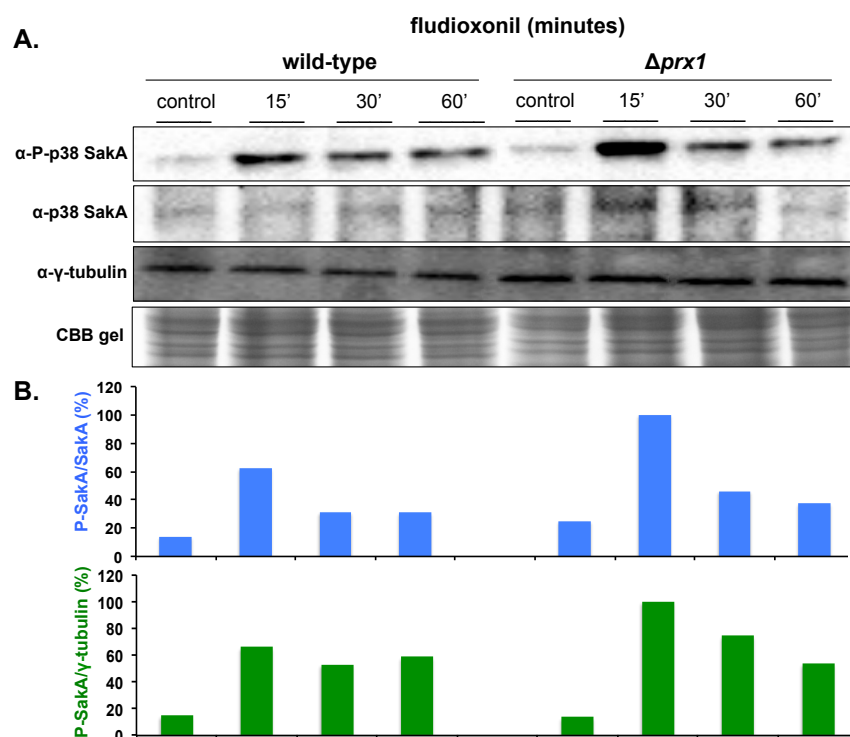 A.
fludioxonil (minutes)
wild-type Δprx1
control 15’ 30’ 60’ control 15’ 30’ 60’
α-P-p38 SakA
α-p38 SakA
α-γ-tubulin
CBB gel
B.
P-SakA/SakA (%)
120
100
80
60
40
20
0
P-SakA/γ-tubulin (%)
120
100
80
60
40
20
0